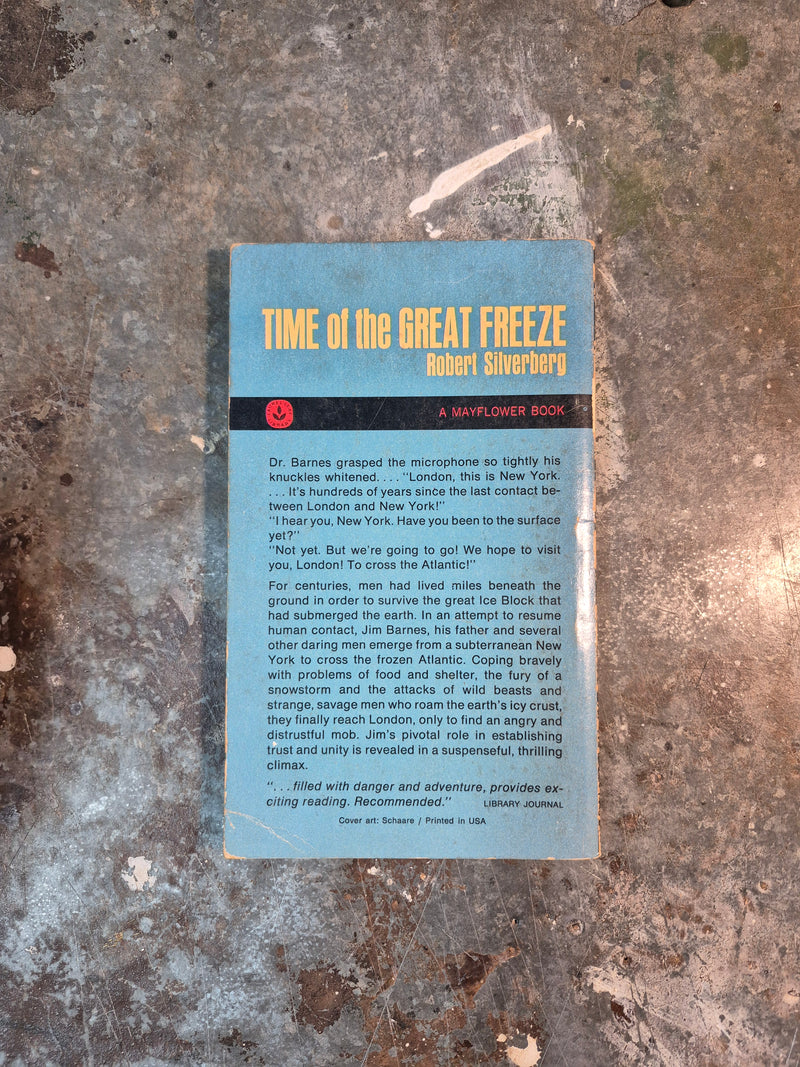 TIME of the GREAT FREEZE
Robert Silverberg
A MAYFLOWER BOOK
Dr. Barnes grasped the microphone so tightly his
knuckles whitened. . . . "London, this is New York.
. . . It's hundreds of years since the last contact be-
tween London and New York!"
"I hear you, New York. Have you been to the surface
yet?"
"Not yet. But we're going to go! We hope to visit
you, London! To cross the Atlantic!"
For centuries, men had lived miles beneath the
ground in order to survive the great Ice Block that
had submerged the earth. In an attempt to resume
human contact, Jim Barnes, his father and several
other daring men emerge from a subterranean New
York to cross the frozen Atlantic. Coping bravely
with problems of food and shelter, the fury of a
snowstorm and the attacks of wild beasts and
strange, savage men who roam the earth's icy crust,
they finally reach London, only to find an angry and
distrustful mob. Jim's pivotal role in establishing
trust and unity is revealed in a suspenseful, thrilling
climax.
". . . filled with danger and adventure, provides ex-
citing reading. Recommended." LIBRARY JOURNAL
Cover art: Schaare / Printed in USA